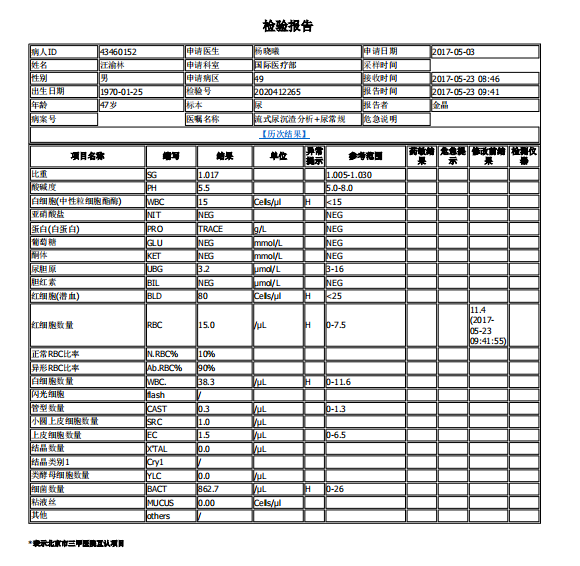 检验报告
病人ID 43460152 申请医生 杨晓曦 申请日期 2017-05-03
姓名 汪渝林 申请科室 国际医疗部 采样时间
性别 男 申请病区 49 接收时间 2017-05-23 08:46
出生日期 1970-01-25 检验号 2020412265 报告时间 2017-05-23 09:41
年龄 47岁 标本 尿 报告者 金晶
病案号 医嘱名称 流式尿沉渣分析+尿常规 危急说明
【历次结果】
项目名称 缩写 结果 单位 异常提示 参考范围 药敏结果 危急提示 修改前结果 检测仪器
比重 SG 1.017 1.005-1.030
酸碱度 PH 5.5 5.0-8.0
白细胞(中性粒细胞酯酶) WBC 15 Cells/µl H <15
亚硝酸盐 NIT NEG NEG
蛋白(白蛋白) PRO TRACE g/L NEG
葡萄糖 GLU NEG mmol/L NEG
酮体 KET NEG mmol/L NEG
尿胆原 UBG 3.2 µmol/L 3-16
胆红素 BIL NEG µmol/L NEG
红细胞(潜血) BLD 80 Cells/µl H <25
红细胞数量 RBC 15.0 /µL H 0-7.5 11.4 (2017-05-23 09:41:55)
正常RBC比率 N.RBC% 10%
异形RBC比率 Ab.RBC% 90%
白细胞数量 WBC. 38.3 /µL H 0-11.6
闪光细胞 flash /
管型数量 CAST 0.3 /µL 0-1.3
小圆上皮细胞数量 SRC 1.0 /µL
上皮细胞数量 EC 1.5 /µL 0-6.5
结晶数量 X'TAL 0.0 /µL
结晶类别1 Cry1 /
类酵母细胞数量 YLC 0.0 /µL
细菌数量 BACT 862.7 /µL H 0-26
粘液丝 MUCUS 0.00 Cells/µl
其他 others /
*表示北京市三甲医院互认项目